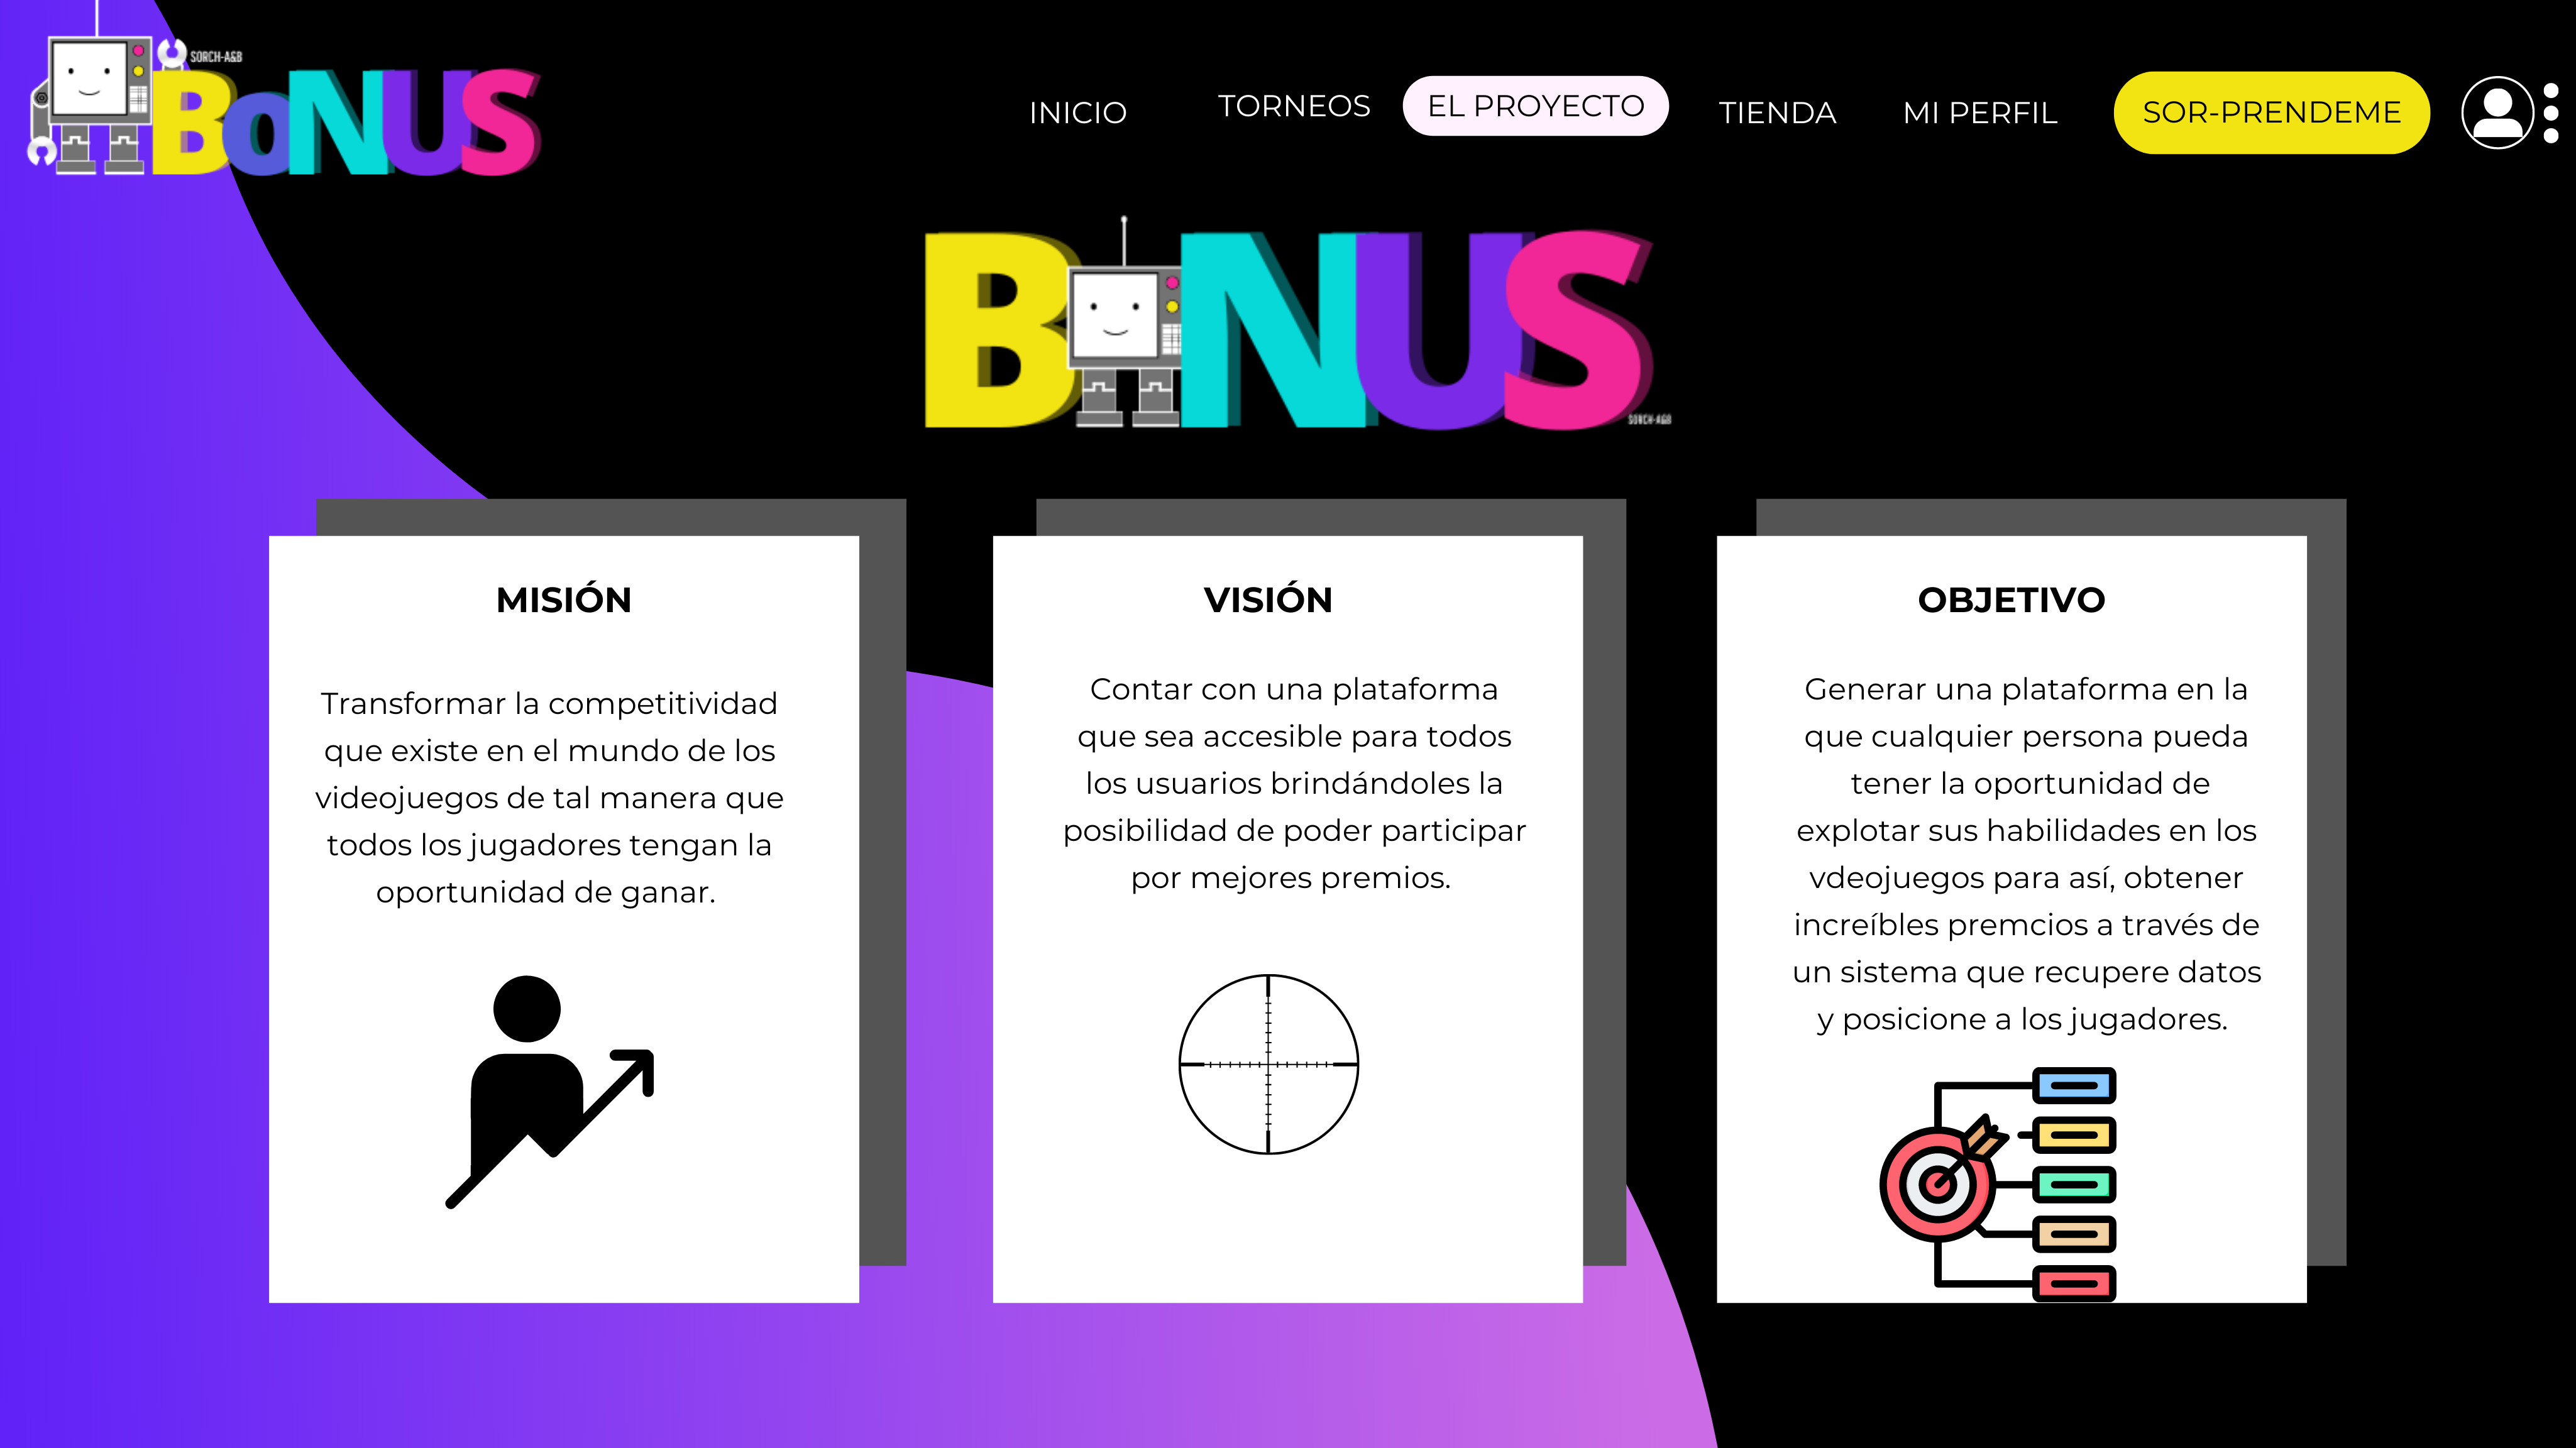 SORCH-A&B
BoNUS
INICIO
TORNEOS
EL PROYECTO
TIENDA
MI PERFIL
SOR-PRENDEME
BNUS
SORCH-A&B
MISIÓN
Transformar la competitividad
que existe en el mundo de los
videojuegos de tal manera que
todos los jugadores tengan la
oportunidad de ganar.
VISIÓN
Contar con una plataforma
que sea accesible para todos
los usuarios brindándoles la
posibilidad de poder participar
por mejores premios.
OBJETIVO
Generar una plataforma en la
que cualquier persona pueda
tener la oportunidad de
explotar sus habilidades en los
vdeojuegos para así, obtener
increíbles premcios a través de
un sistema que recupere datos
y posicione a los jugadores.